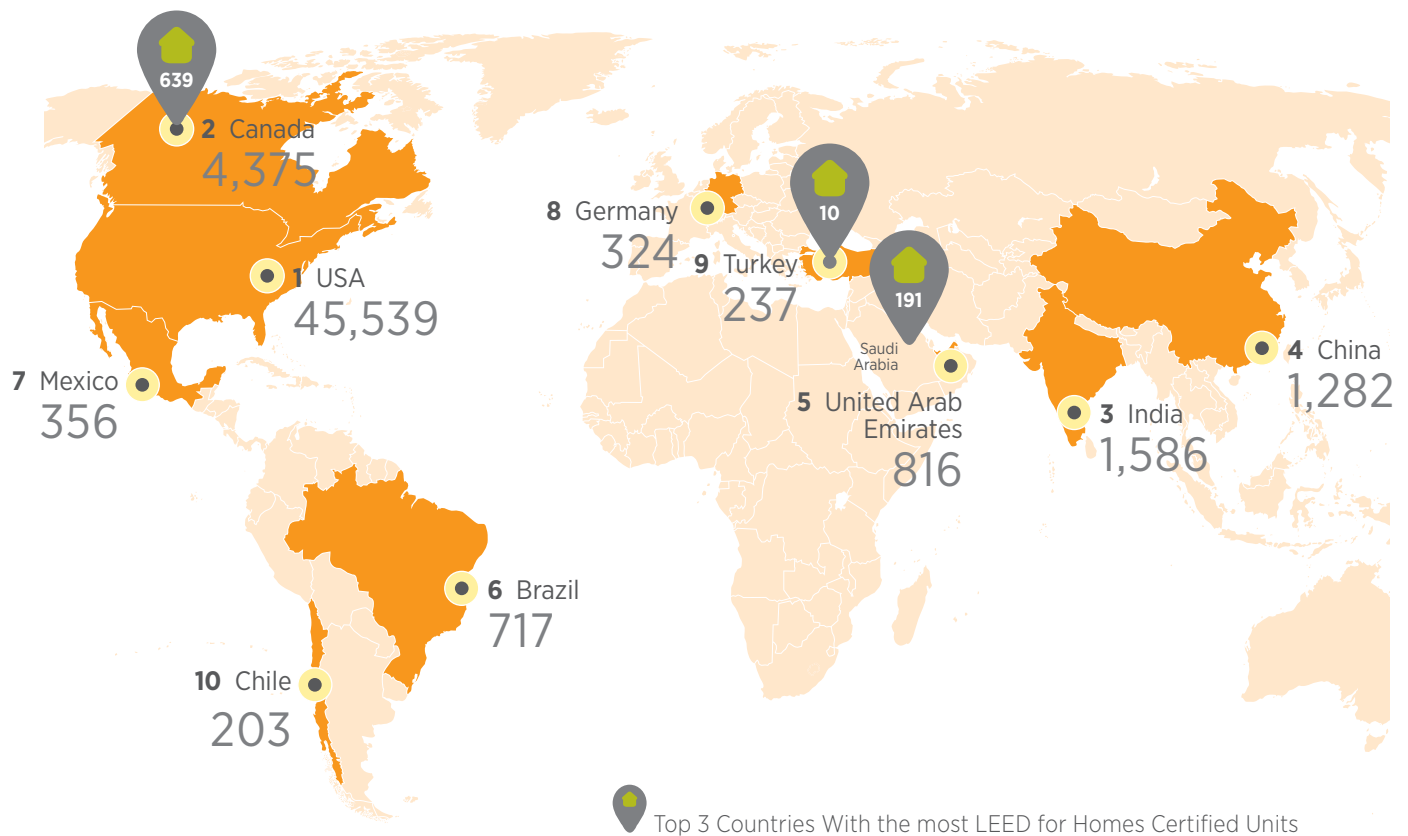 639
2 Canada
4,375
10
8 Germany
324
9 Turkey
237
191
1 USA
45,539
Saudi
Arabia
4 China
1,282
7 Mexico
356
5 United Arab
Emirates
816
3 India
1,586
6 Brazil
717
10 Chile
203
Top 3 Countries With the most LEED for Homes Certified Units